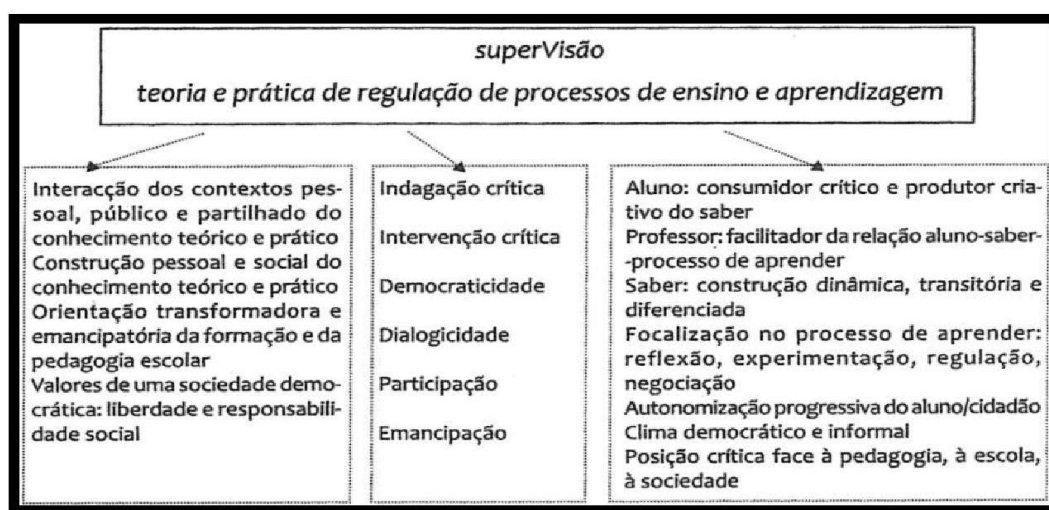 superVisão
teoria e prática de regulação de processos de ensino e aprendizagem
Interacção dos contextos pes-
soal, público e partilhado do
conhecimento teórico e prático
Construção pessoal e social do
conhecimento teórico e prático
Orientação transformadora e
emancipatória da formação e da
pedagogia escolar
Valores de uma sociedade demo-
crática: liberdade e responsabili-
dade social
Indagação crítica
Intervenção crítica
Democraticidade
Dialogicidade
Participação
Emancipação
Aluno: consumidor crítico e produtor cria-
tivo do saber
Professor: facilitador da relação aluno-saber-
-processo de aprender
Saber: construção dinâmica, transitória e
diferenciada
Focalização no processo de aprender:
reflexão, experimentação, regulação,
negociação
Autonomização progressiva do aluno/cidadão
Clima democrático e informal
Posição crítica face à pedagogia, à escola,
à sociedade